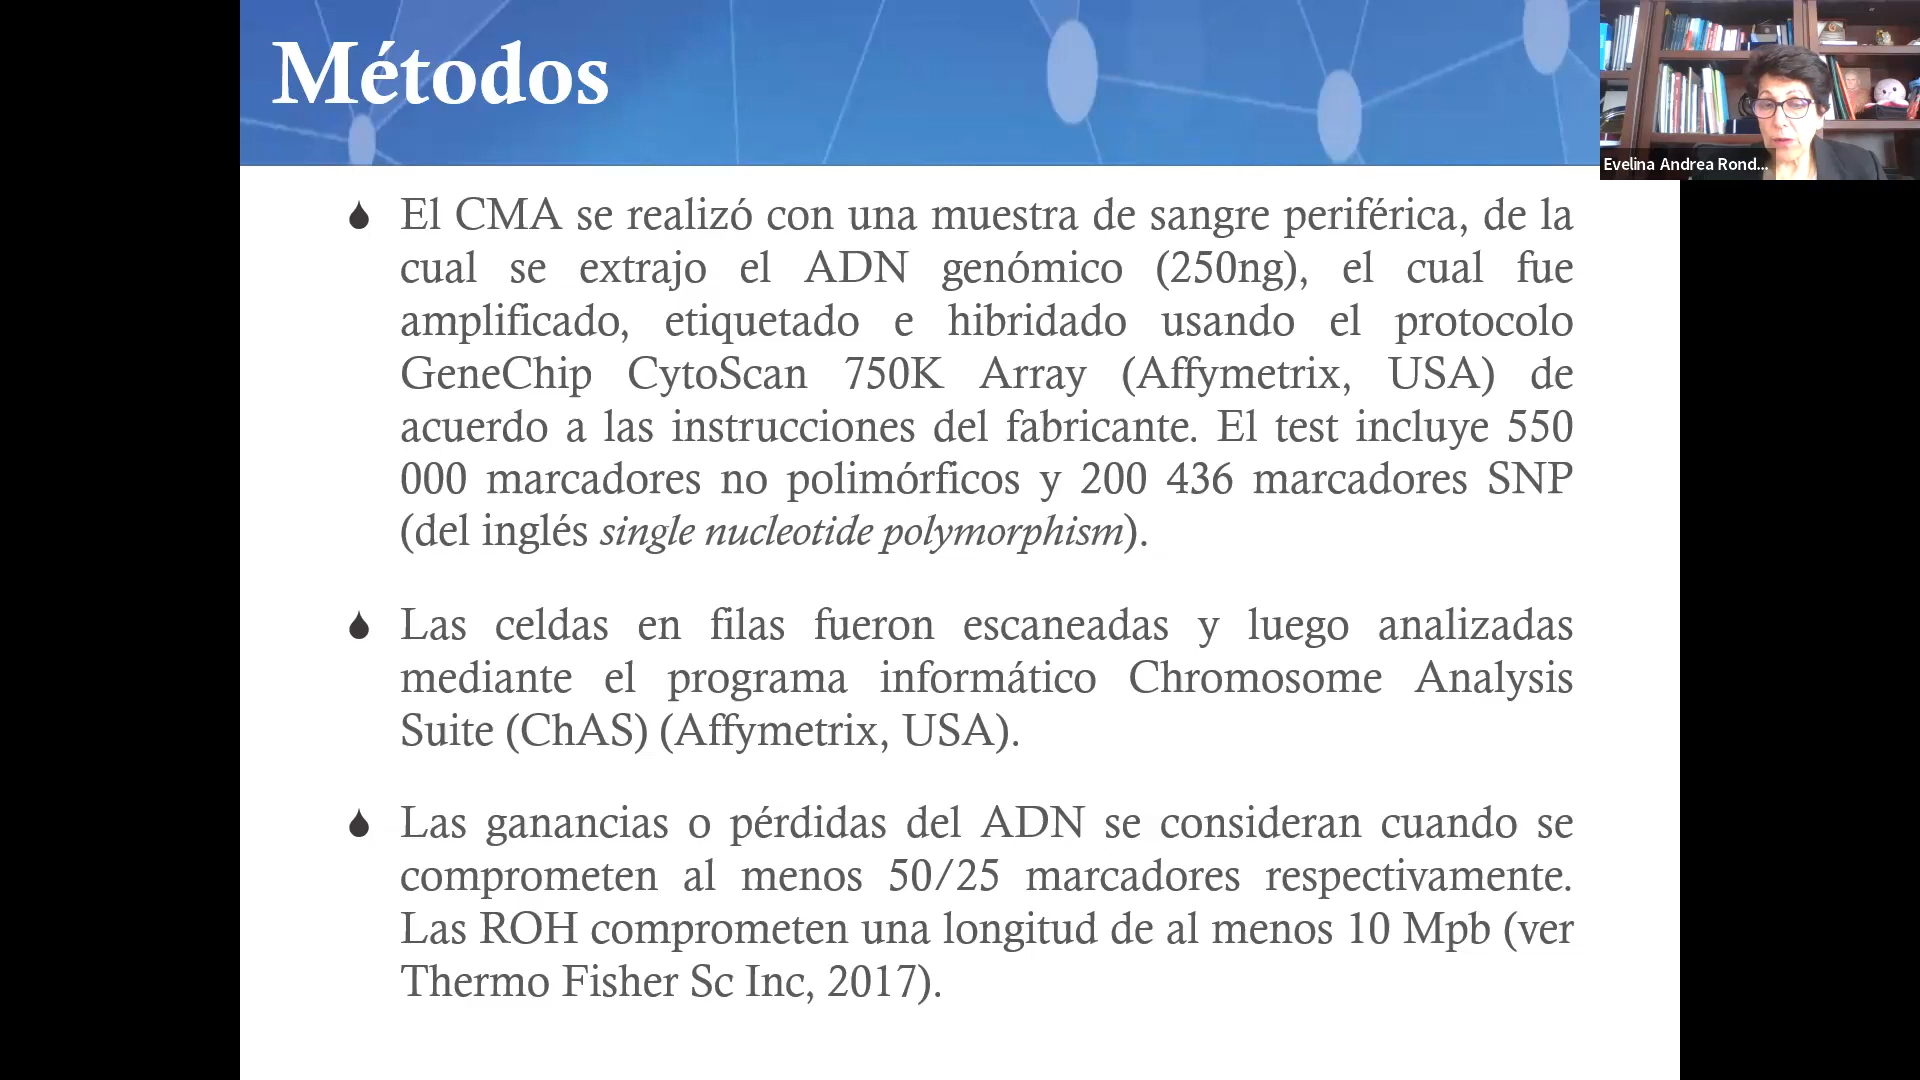 Métodos
Evelina Andrea Rond...
El CMA se realizó con una muestra de sangre periférica, de la
cual se extrajo el ADN genómico (250ng), el cual fue
amplificado, etiquetado e hibridado usando el protocolo
GeneChip CytoScan 750K Array (Affymetrix, USA) de
acuerdo a las instrucciones del fabricante. El test incluye 550
000 marcadores no polimórficos y 200 436 marcadores SNP
(del inglés single nucleotide polymorphism).
Las celdas en filas fueron escaneadas y luego analizadas
mediante el programa informático Chromosome Analysis
Suite (ChAS) (Affymetrix, USA).
Las ganancias o pérdidas del ADN se consideran cuando se
comprometen al menos 50/25 marcadores respectivamente.
Las ROH comprometen una longitud de al menos 10 Mpb (ver
Thermo Fisher Sc Inc, 2017).